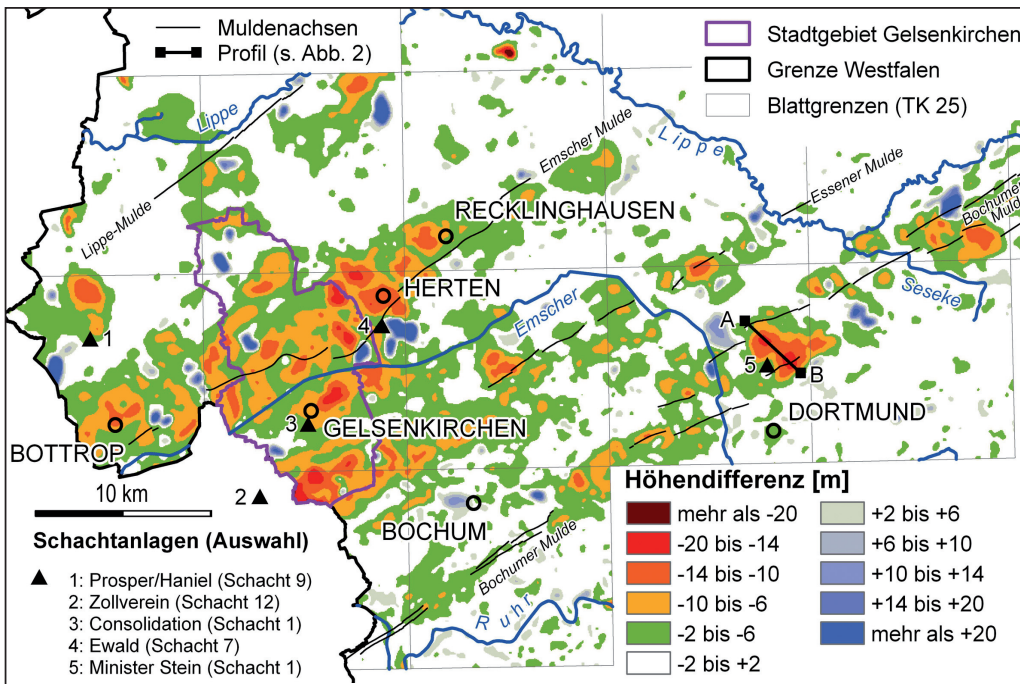 Muldenachsen
Profil (s. Abb. 2)
Stadtgebiet Gelsenkirchen
Grenze Westfalen
Blattgrenzen (TK 25)
Lippe
Lippe
Emscher Mulde
Essener Mulde
Bochumer
Mulde
Lippe-Mulde
RECKLINGHAUSEN
HERTEN
Emscher
Seseke
A
4
1
5
B
3
GELSENKIRCHEN
DORTMUND
BOTTROP
2
10 km
BOCHUM
Bochumer Mulde
Ruhr
Schachtanlagen (Auswahl)
1: Prosper/Haniel (Schacht 9)
2: Zollverein (Schacht 12)
3: Consolidation (Schacht 1)
4: Ewald (Schacht 7)
5: Minister Stein (Schacht 1)
Höhendifferenz [m]
mehr als -20
-20 bis -14
-14 bis -10
-10 bis -6
-2 bis -6
-2 bis +2
+2 bis +6
+6 bis +10
+10 bis +14
+14 bis +20
mehr als +20